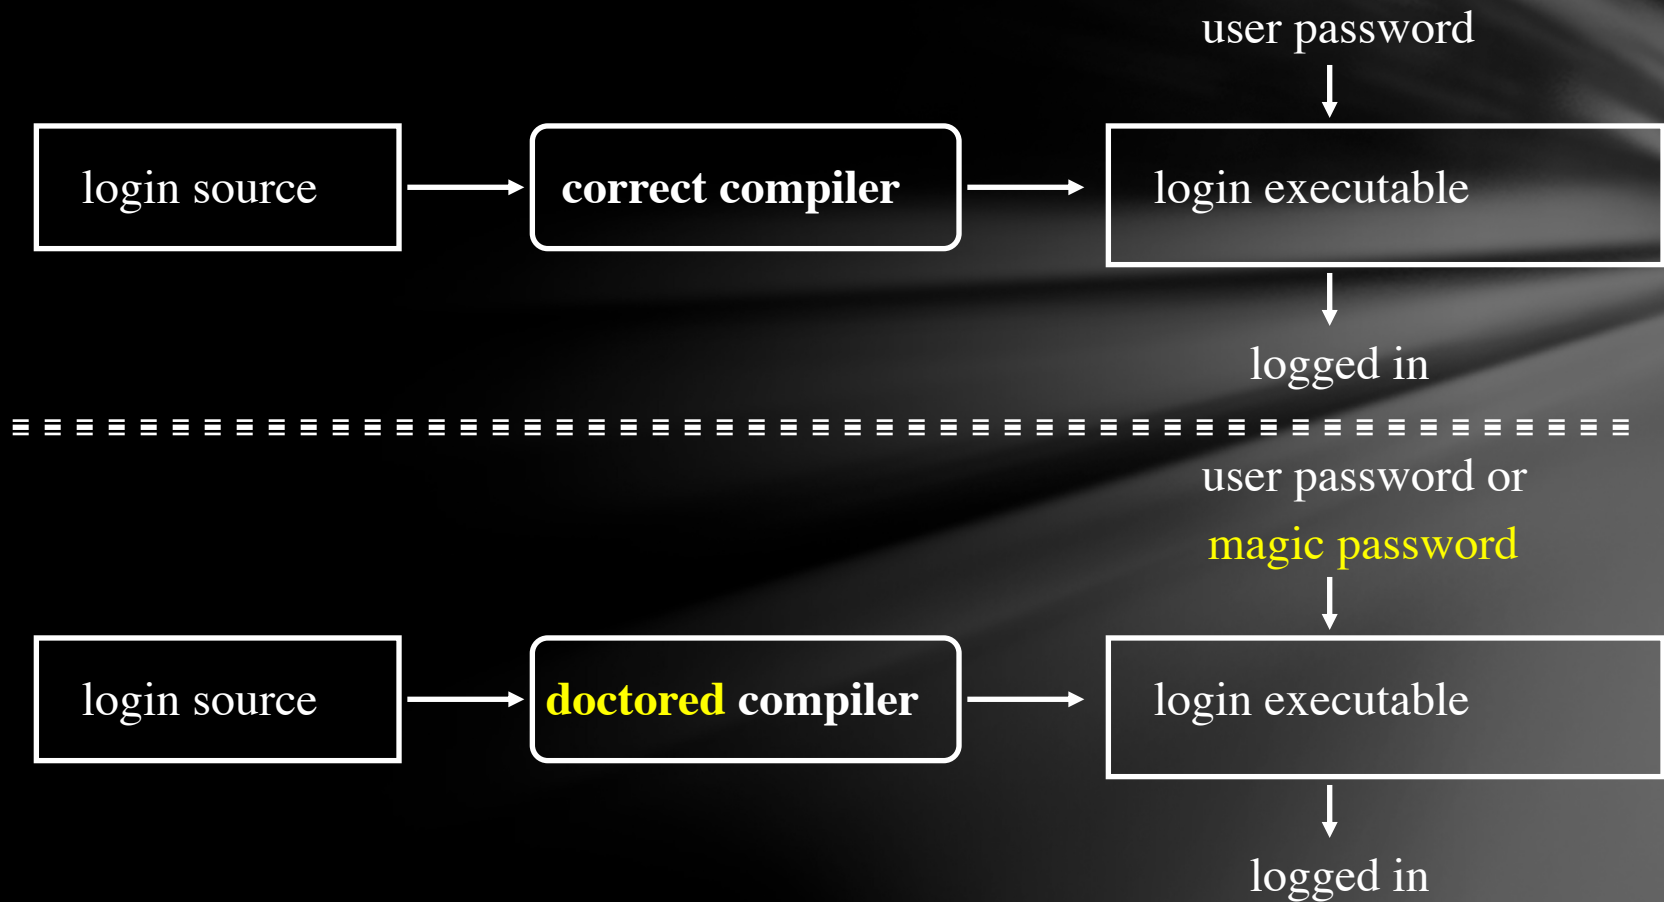 user password
login source
correct compiler
login executable
logged in
user password or
magic password
login source
doctored compiler
login executable
logged in